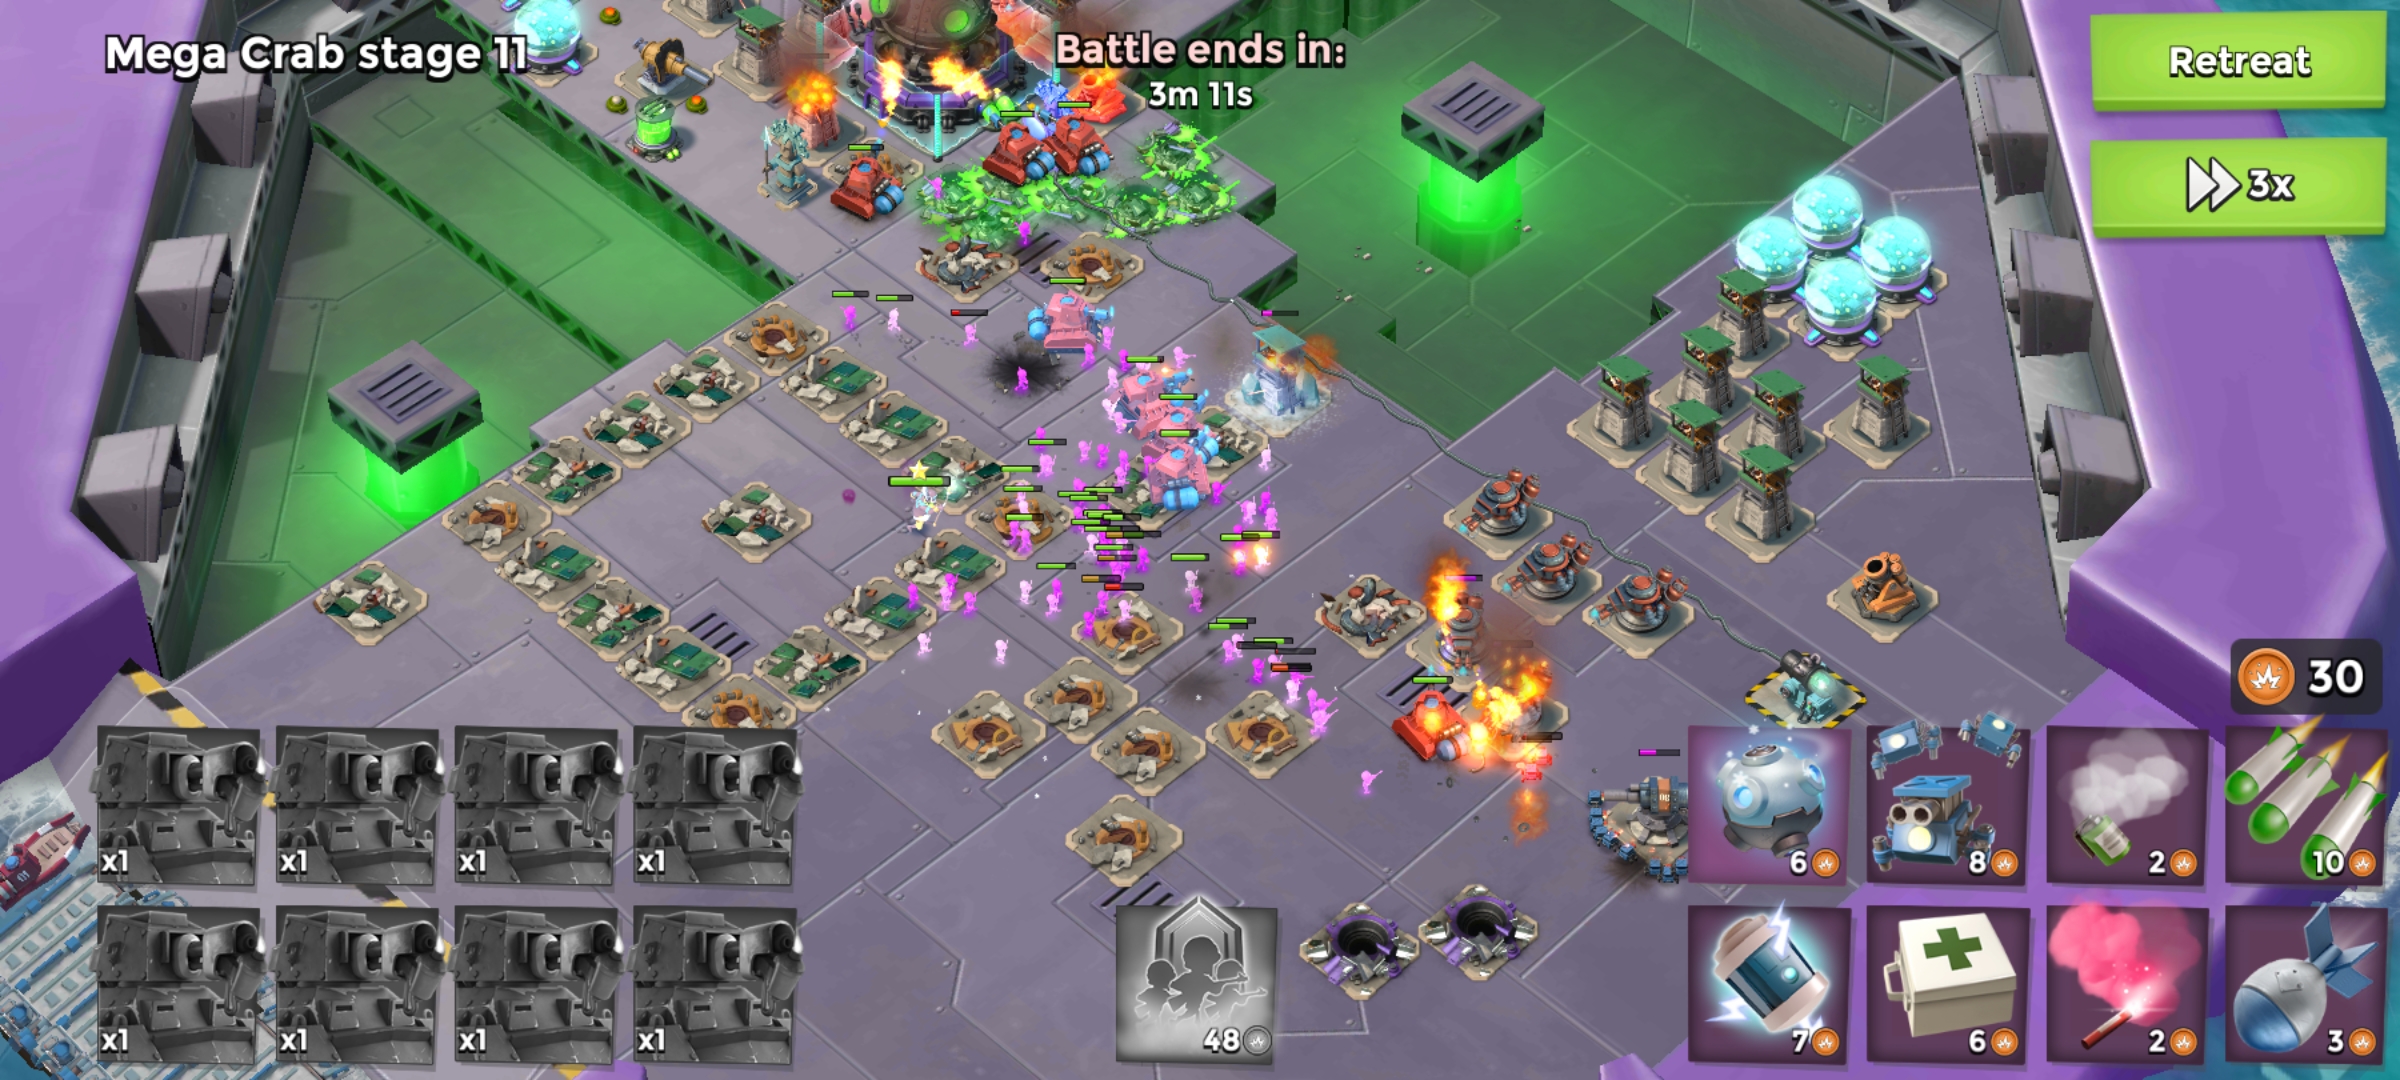 Mega Crab stage 11
Battle ends in:
3m 11s
Retreat
3x
30
x1
x1
x1
x1
6
8
2
10
x1
x1
x1
x1
48
7
6
2
3